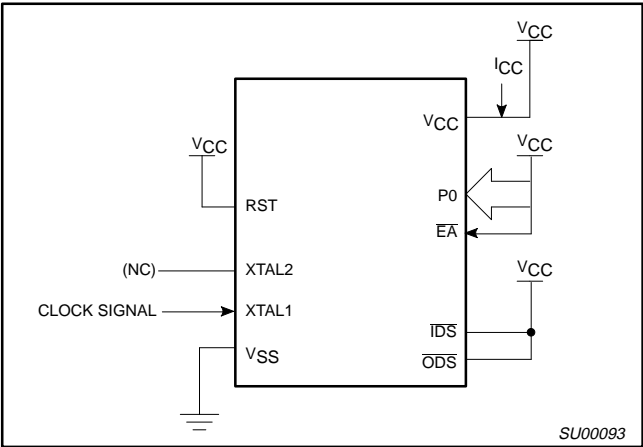 VCC
ICC
VCC
VCC
VCC
P0
RST
EA
VCC
(NC)
XTAL2
CLOCK SIGNAL
XTAL1
IDS
VSS
ODS
SU00093